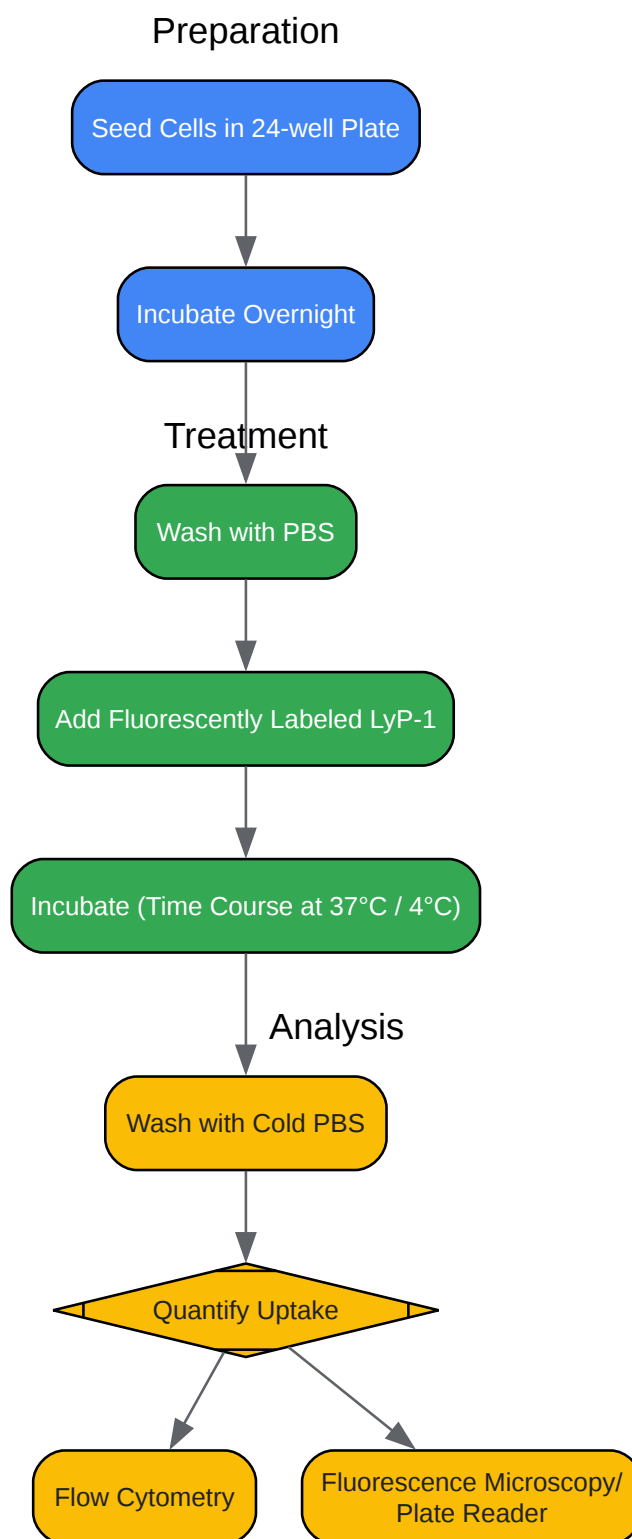 Preparation
Seed Cells in 24-well Plate
Incubate Overnight
Treatment
Wash with PBS
Add Fluorescently Labeled LyP-1
Incubate (Time Course at 37°C / 4°C)
Analysis
Wash with Cold PBS
Quantify Uptake
Flow Cytometry
Fluorescence Microscopy/
Plate Reader